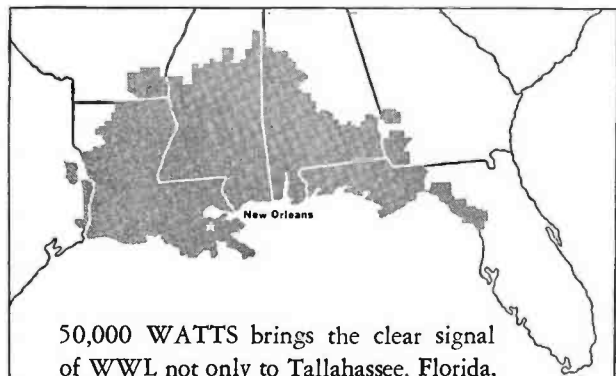 New Orleans
50,000 WATTS brings the clear signal
of WWL not only to Tallahassee, Florida,